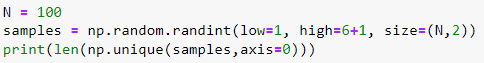 N = 100
samples = np.random.randint(low=1, high=6+1, size=(N,2))
print(len(np.unique(samples,axis=0)))